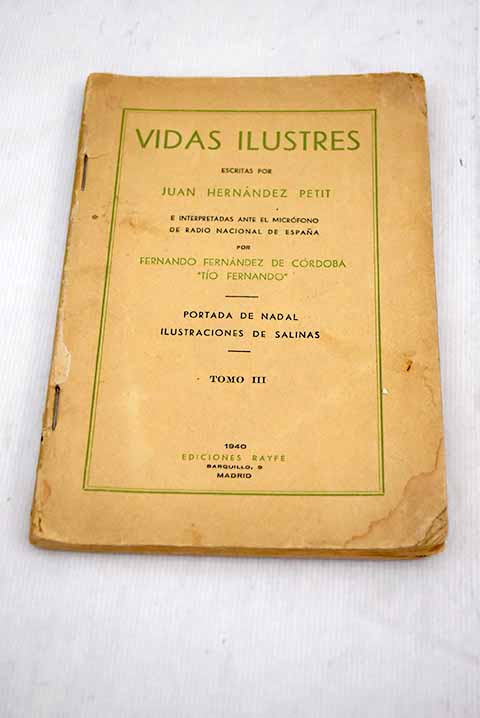 VIDAS ILUSTRES
ESCRITAS POR
JUAN HERNÁNDEZ PETIT
E INTERPRETADAS ANTE EL MICRÓFONO
DE RADIO NACIONAL DE ESPAÑA
POR
FERNANDO FERNÁNDEZ DE CÓRDOBA
"TÍO FERNANDO"
PORTADA DE NADAL
ILUSTRACIONES DE SALINAS
TOMO III
1940
EDICIONES RAYFE
BARQUILLO, 9
MADRID